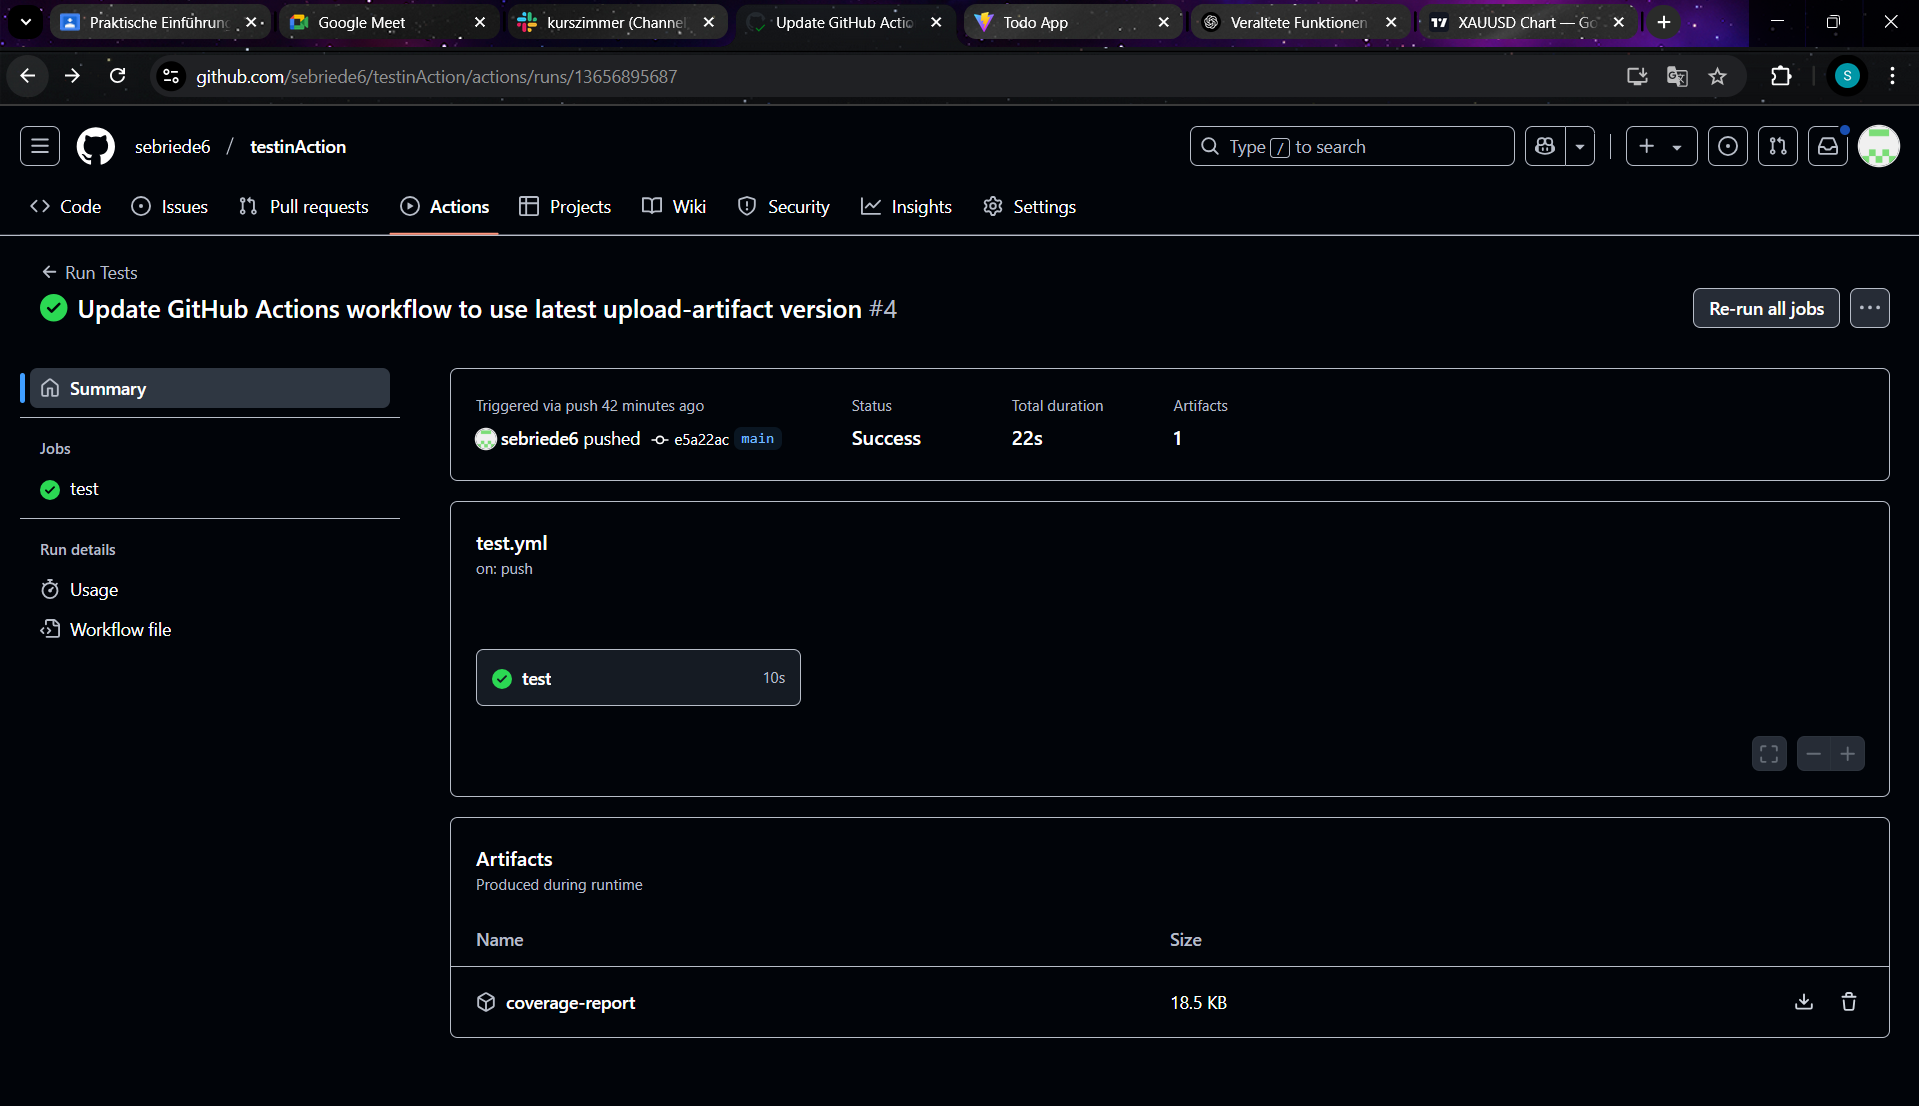 Praktische Einführung
Google Meet
kurszimmer (Channel
Update GitHub Actio
Todo App
Veraltete Funktionen
XAUUSD Chart — Go
github.com/sebriede6/testinAction/actions/runs/13656895687
S
sebriede6 / testinAction
Type / to search
Code
Issues
Pull requests
Actions
Projects
Wiki
Security
Insights
Settings
Run Tests
Update GitHub Actions workflow to use latest upload-artifact version #4
Re-run all jobs
Summary
Jobs
test
Run details
Usage
Workflow file
Triggered via push 42 minutes ago
sebriede6 pushed e5a22ac main
Status
Success
Total duration
22s
Artifacts
1
test.yml
on: push
test 10s
Artifacts
Produced during runtime
Name Size
coverage-report 18.5 KB